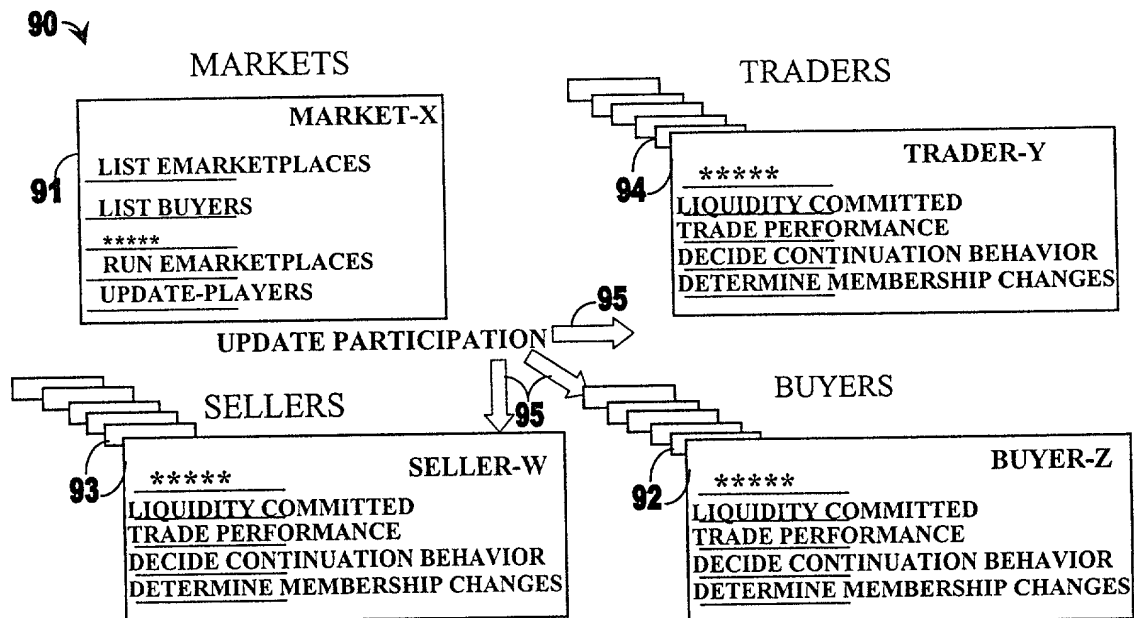 90
MARKETS
MARKET-X
91
LIST EMARKETPLACES
LIST BUYERS
*****
RUN EMARKETPLACES
UPDATE-PLAYERS
TRADERS
94
TRADER-Y
*****
LIQUIDITY COMMITTED
TRADE PERFORMANCE
DECIDE CONTINUATION BEHAVIOR
DETERMINE MEMBERSHIP CHANGES
UPDATE PARTICIPATION
95
95
SELLERS
93
SELLER-W
*****
LIQUIDITY COMMITTED
TRADE PERFORMANCE
DECIDE CONTINUATION BEHAVIOR
DETERMINE MEMBERSHIP CHANGES
BUYERS
92
BUYER-Z
*****
LIQUIDITY COMMITTED
TRADE PERFORMANCE
DECIDE CONTINUATION BEHAVIOR
DETERMINE MEMBERSHIP CHANGES